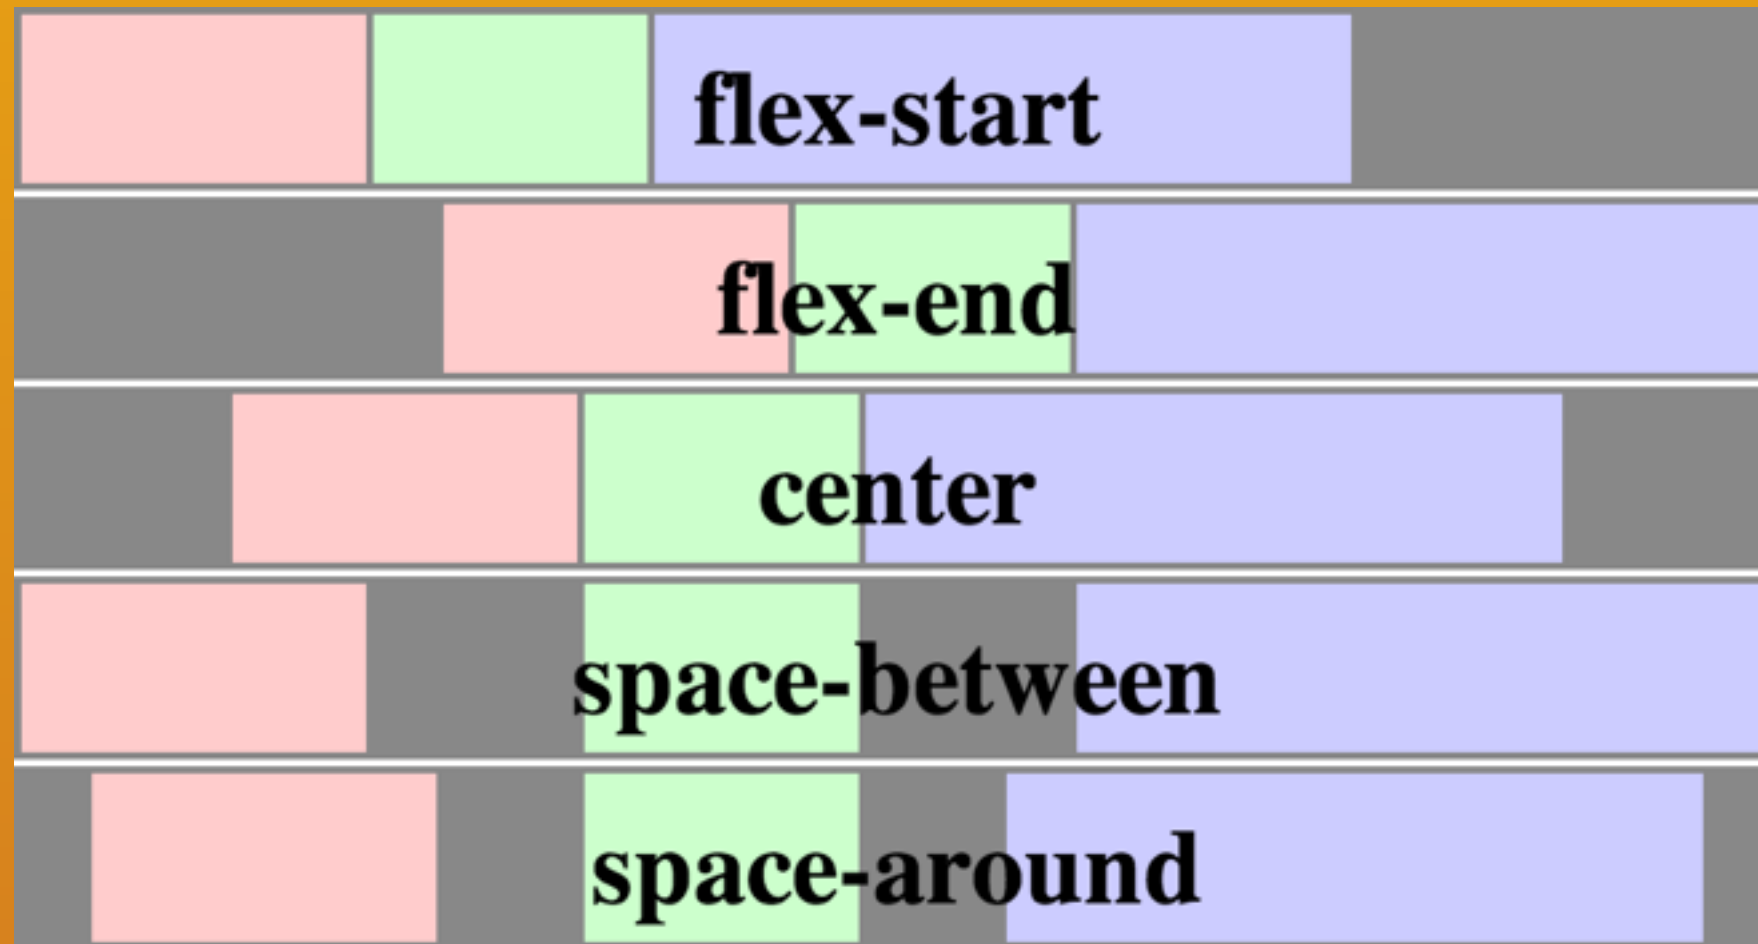 flex-start
flex-end
center
space-between
space-around